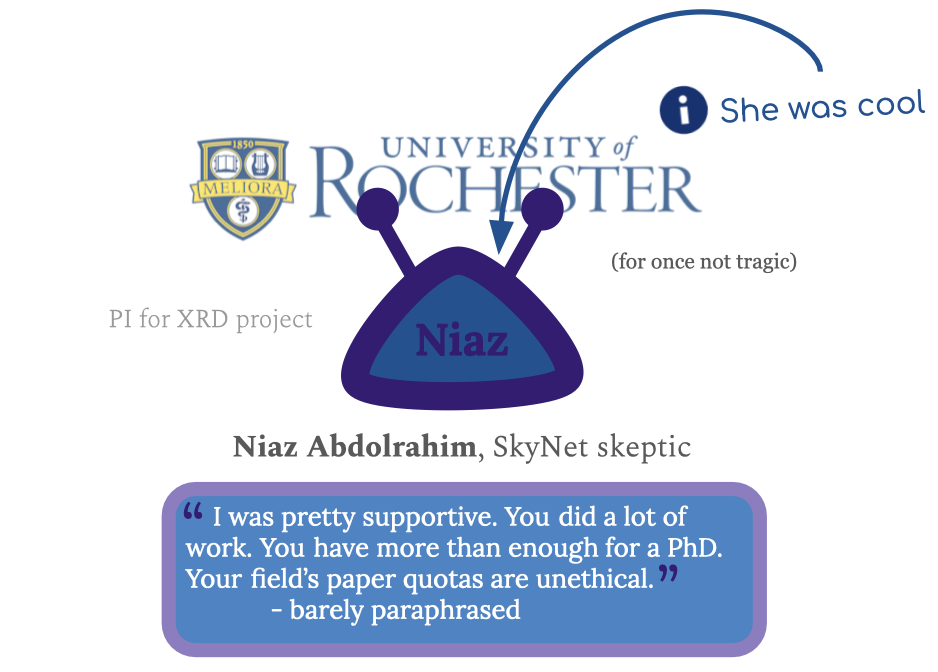 She was cool
1850
MELIORA
UNIVERSITY of
ROCHESTER
(for once not tragic)
PI for XRD project
Niaz
Niaz Abdolrahim, SkyNet skeptic
“ I was pretty supportive. You did a lot of
work. You have more than enough for a PhD.
Your field’s paper quotas are unethical. ”
- barely paraphrased